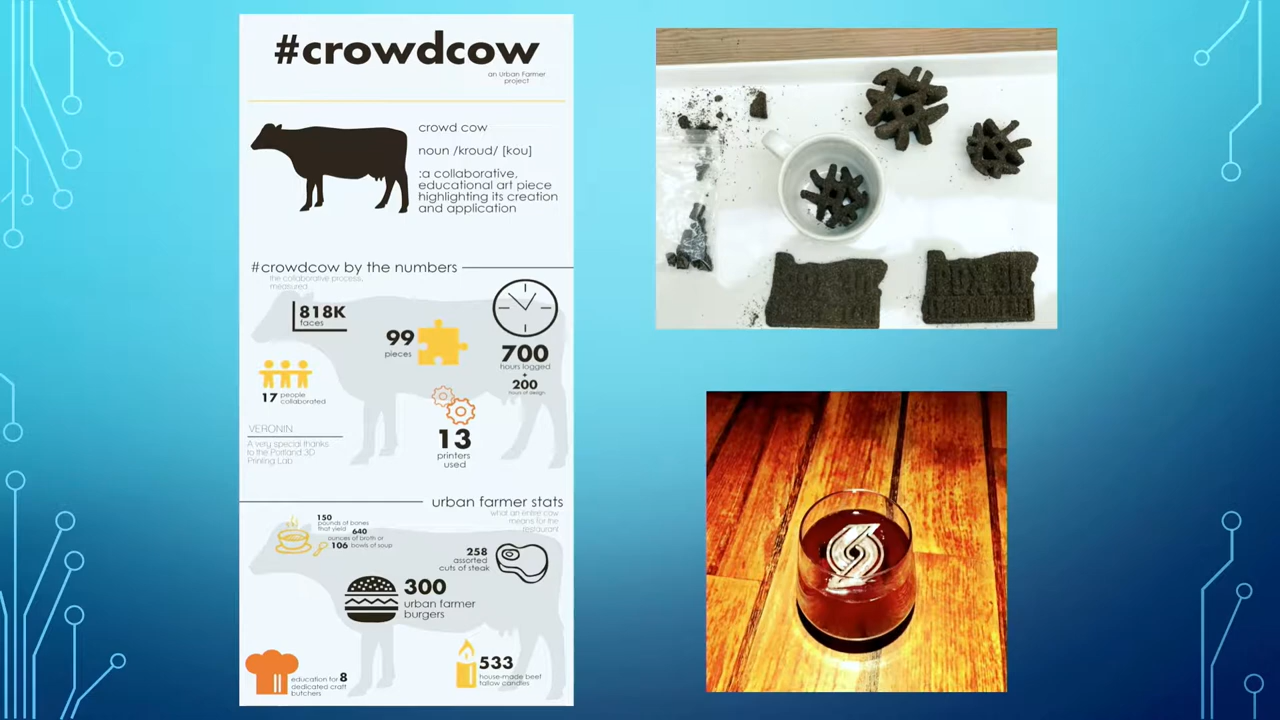 #crowdcow
an Urban Farmer
project
crowd cow
noun /kroud/ [kou]
:a collaborative,
educational art piece
highlighting its creation
and application
#crowdcow by the numbers
the collaborative process,
measured
818K
faces
99
pieces
700
hours logged
+
200
hours of design
17 people
collaborated
13
printers
used
VERONIN
A very special thanks
to the Portland 3D
Printing Lab
urban farmer stats
what an entire cow
means for the
restaurant
150
pounds of bones
that yield 640
ounces of broth or
106 bowls of soup
258
assorted
cuts of steak
300
urban farmer
burgers
533
house-made beef
tallow candles
education for 8
dedicated craft
butchers